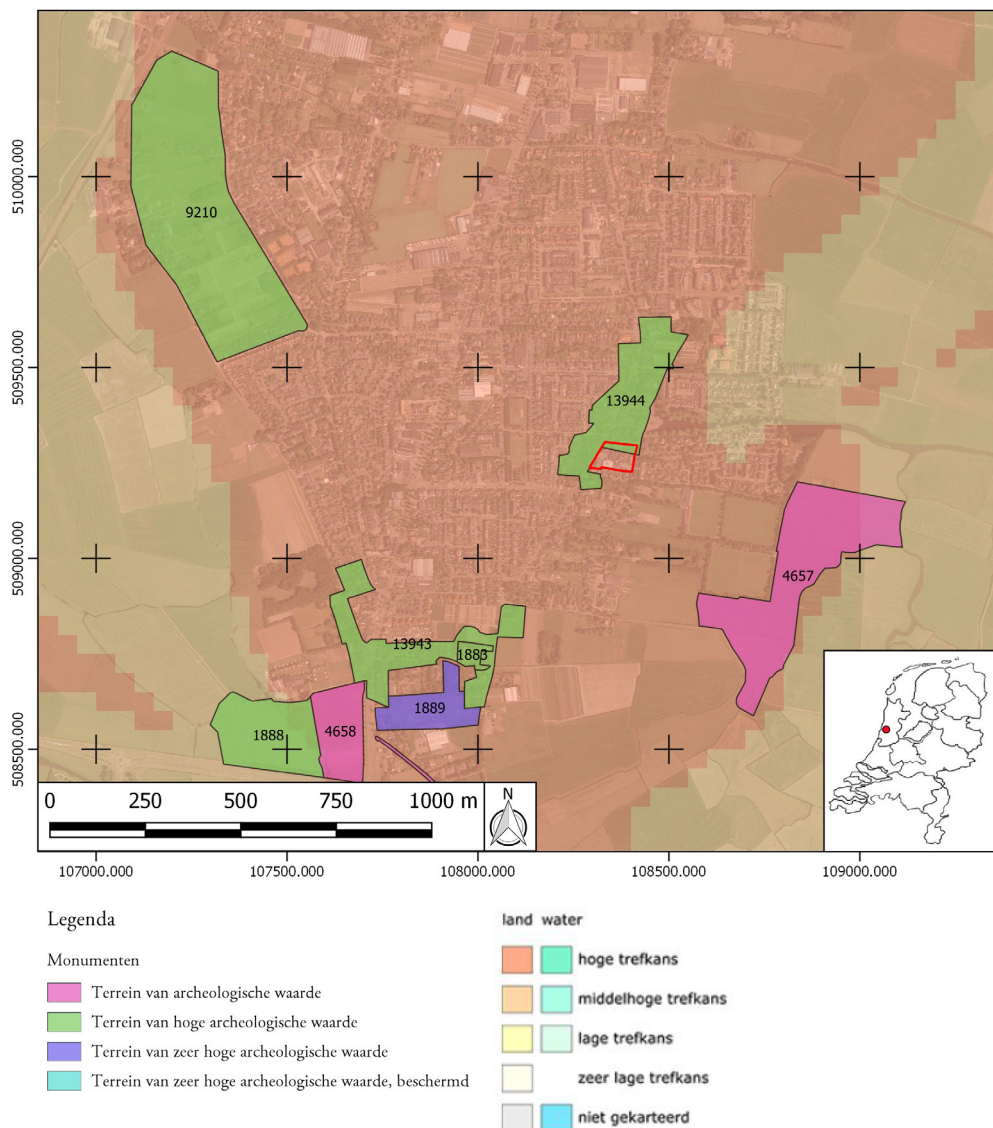 510000.000
509500.000
509000.000
508500.000
9210
13944
4657
13943
1883
1889
1888
4658
0 250 500 750 1000 m
N
107000.000 107500.000 108000.000 108500.000 109000.000
Legenda
Monumenten
Terrein van archeologische waarde
Terrein van hoge archeologische waarde
Terrein van zeer hoge archeologische waarde
Terrein van zeer hoge archeologische waarde, beschermd
land water
hoge trefkans
middelhoge trefkans
lage trefkans
zeer lage trefkans
niet gekarteerd